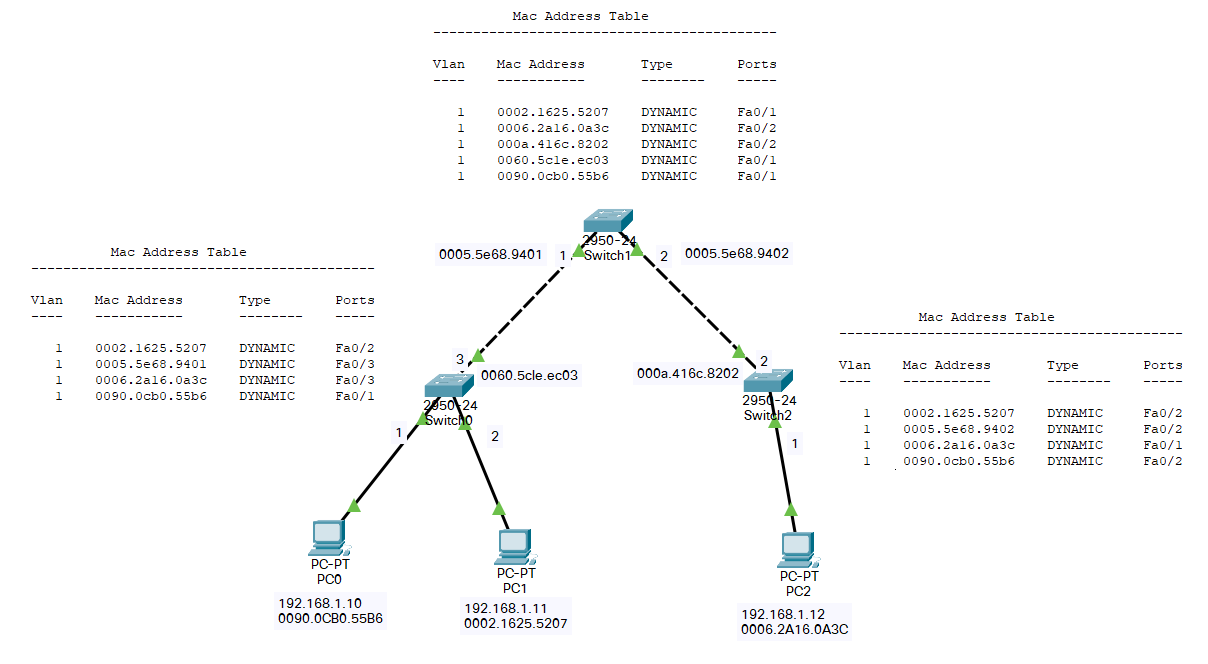 Mac Address Table
-------------------------------------------
Vlan    Mac Address       Type        Ports
----    -----------       --------    -----
1    0002.1625.5207    DYNAMIC     Fa0/1
1    0006.2a16.0a3c    DYNAMIC     Fa0/2
1    000a.416c.8202    DYNAMIC     Fa0/2
1    0060.5c1e.ec03    DYNAMIC     Fa0/1
1    0090.0cb0.55b6    DYNAMIC     Fa0/1
2950-24
Switch1
0005.5e68.9401
1
2
0005.5e68.9402
Mac Address Table
-------------------------------------------
Vlan    Mac Address       Type        Ports
----    -----------       --------    -----
1    0002.1625.5207    DYNAMIC     Fa0/2
1    0005.5e68.9401    DYNAMIC     Fa0/3
1    0006.2a16.0a3c    DYNAMIC     Fa0/3
1    0090.0cb0.55b6    DYNAMIC     Fa0/1
3
0060.5cle.ec03
2950-24
Switch0
1
2
000a.416c.8202
2
2950-24
Switch2
1
Mac Address Table
-------------------------------------------
Vlan    Mac Address       Type        Ports
----    -----------       --------    -----
1    0002.1625.5207    DYNAMIC     Fa0/2
1    0005.5e68.9402    DYNAMIC     Fa0/2
1    0006.2a16.0a3c    DYNAMIC     Fa0/1
1    0090.0cb0.55b6    DYNAMIC     Fa0/2
PC-PT
PC0
192.168.1.10
0090.0CB0.55B6
PC-PT
PC1
192.168.1.11
0002.1625.5207
PC-PT
PC2
192.168.1.12
0006.2A16.0A3C